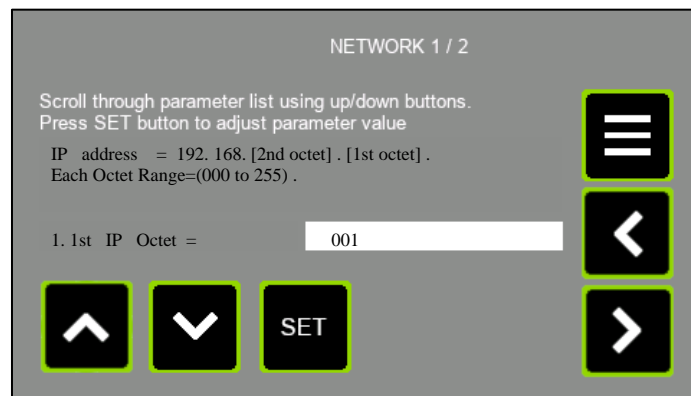 NETWORK 1 / 2
Scroll through parameter list using up/down buttons.
Press SET button to adjust parameter value
IP address = 192. 168. [2nd octet] . [1st octet] .
Each Octet Range=(000 to 255) .
1. 1st IP Octet = 001
SET